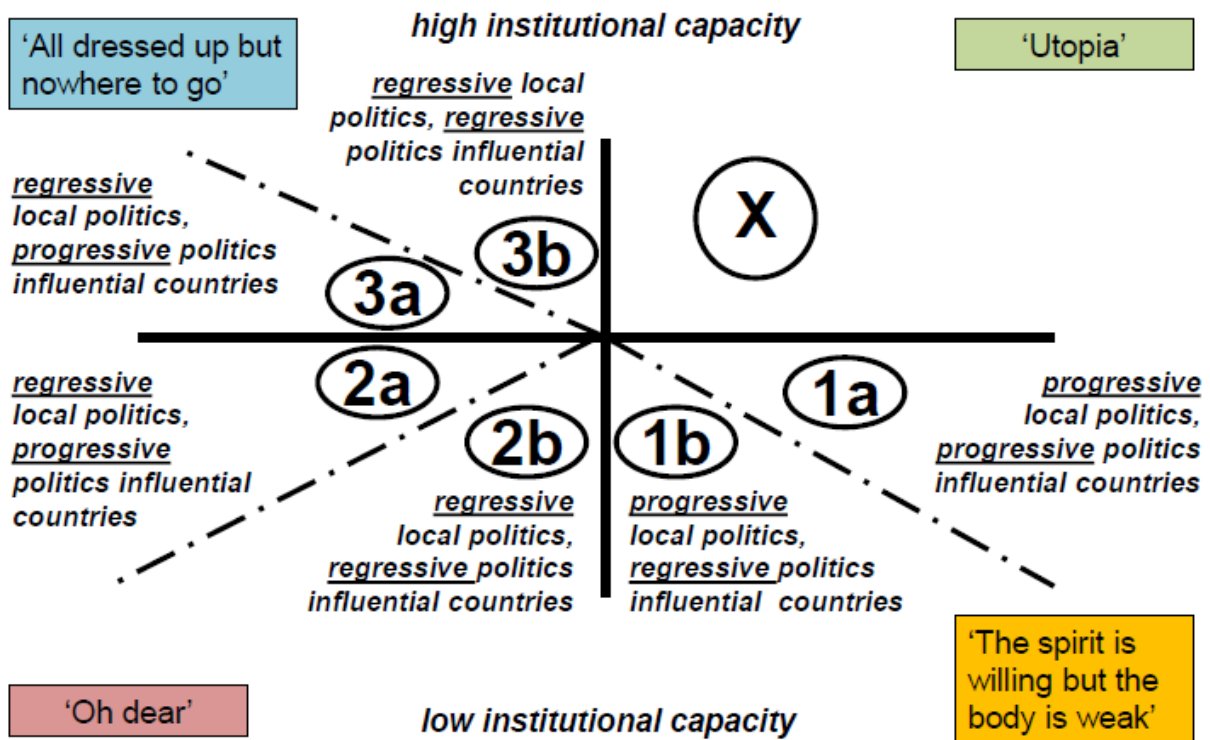 high institutional capacity
‘All dressed up but
nowhere to go’
‘Utopia’
regressive local
politics, regressive
politics influential
countries
regressive
local politics,
progressive politics
influential countries
X
3b
3a
2a
1a
2b
1b
regressive
local politics,
progressive
politics influential
countries
progressive
local politics,
progressive politics
influential countries
regressive
local politics,
regressive politics
influential countries
progressive
local politics,
regressive politics
influential countries
‘The spirit is
willing but the
body is weak’
‘Oh dear’
low institutional capacity